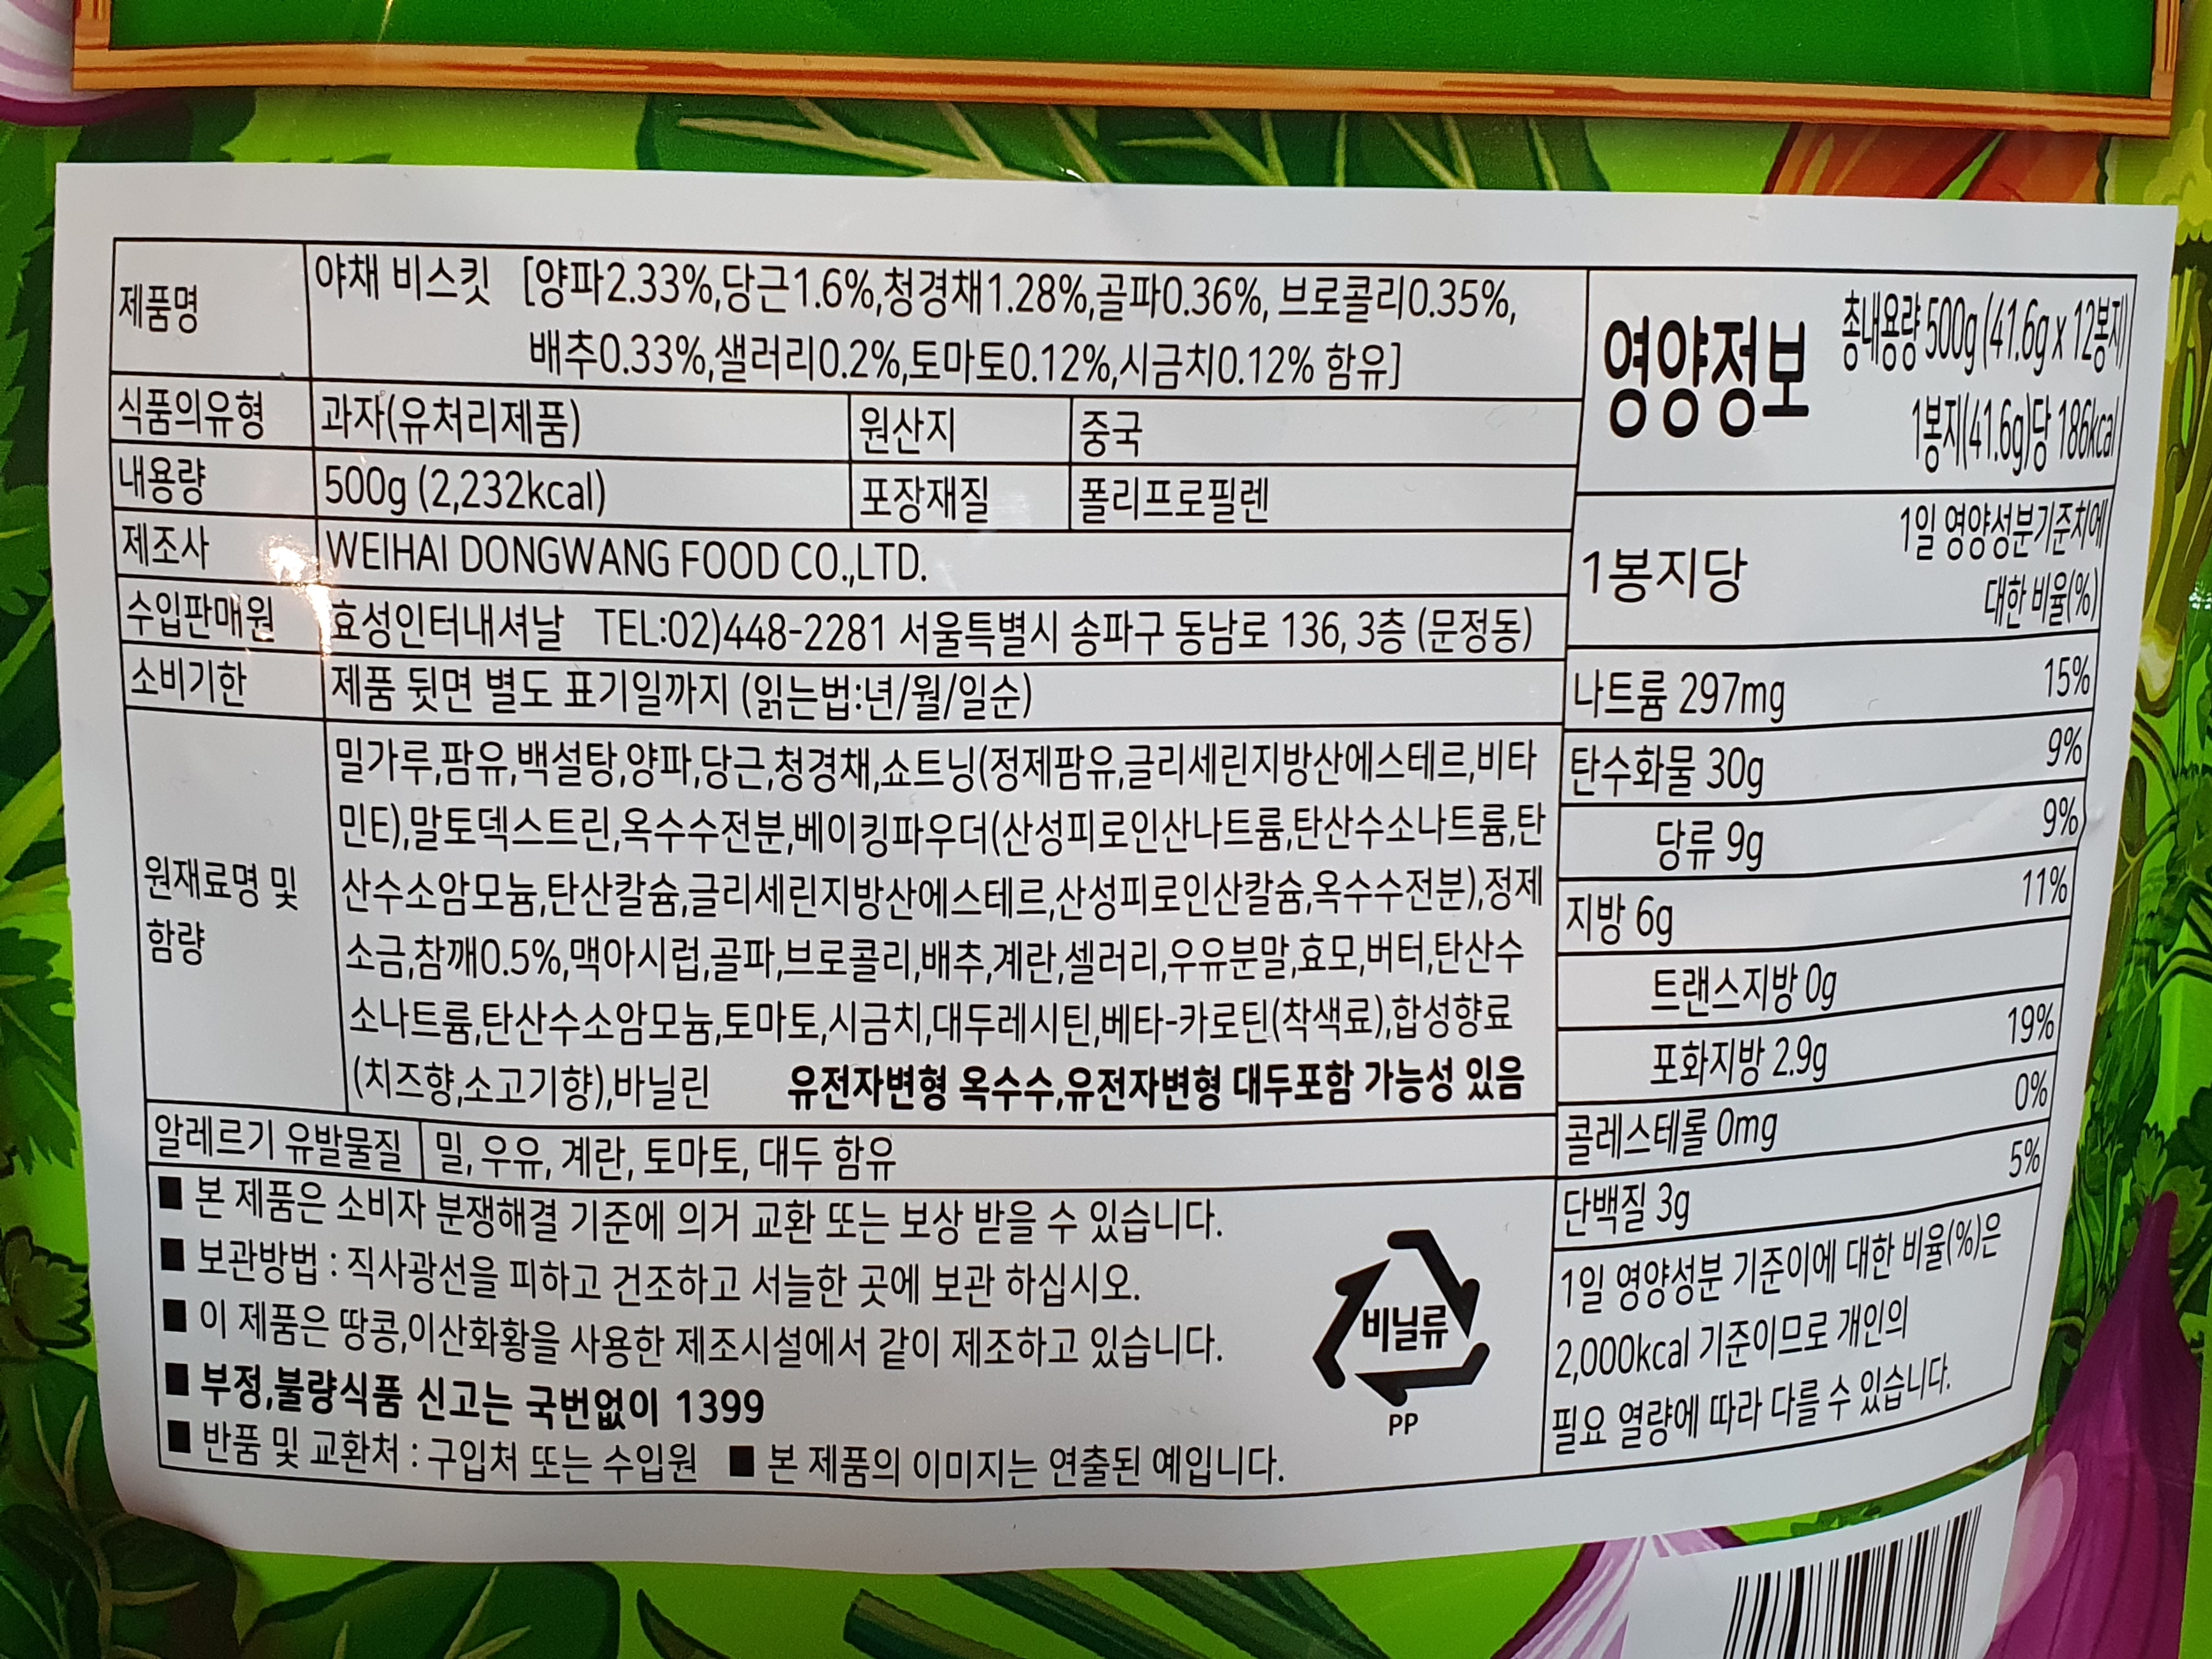 제품명 야채 비스킷 [양파2.33%,당근1.6%,청경채1.28%,골파0.36%, 브로콜리0.35%,
배추0.33%,샐러리0.2%,토마토0.12%,시금치0.12% 함유]
식품의유형 과자(유처리제품) 원산지 중국
내용량 500g (2,232kcal) 포장재질 폴리프로필렌
제조사 WEIHAI DONGWANG FOOD CO.,LTD.
수입판매원 효성인터내셔날 TEL:02)448-2281 서울특별시 송파구 동남로 136, 3층 (문정동)
소비기한 제품 뒷면 별도 표기일까지 (읽는법:년/월/일순)
원재료명 및
함량
밀가루,팜유,백설탕,양파,당근,청경채,쇼트닝(정제팜유,글리세린지방산에스테르,비타
민E),말토덱스트린,옥수수전분,베이킹파우더(산성피로인산나트륨,탄산수소나트륨,탄
산수소암모늄,탄산칼슘,글리세린지방산에스테르,산성피로인산칼슘,옥수수전분),정제
소금,참깨0.5%,맥아시럽,골파,브로콜리,배추,계란,셀러리,우유분말,효모,버터,탄산수
소나트륨,탄산수소암모늄,토마토,시금치,대두레시틴,베타-카로틴(착색료),합성향료
(치즈향,소고기향),바닐린 유전자변형 옥수수,유전자변형 대두포함 가능성 있음
알레르기 유발물질 밀, 우유, 계란, 토마토, 대두 함유
■ 본 제품은 소비자 분쟁해결 기준에 의거 교환 또는 보상 받을 수 있습니다.
■ 보관방법 : 직사광선을 피하고 건조하고 서늘한 곳에 보관 하십시오.
■ 이 제품은 땅콩,이산화황을 사용한 제조시설에서 같이 제조하고 있습니다.
■ 부정,불량식품 신고는 국번없이 1399
■ 반품 및 교환처 : 구입처 또는 수입원 ■ 본 제품의 이미지는 연출된 예입니다.
비닐류
PP
영양정보
총내용량 500g (41.6g x 12봉지)
1봉지(41.6g)당 186kcal
1봉지당
1일 영양성분기준치에
대한 비율(%)
나트륨 297mg 15%
탄수화물 30g 9%
당류 9g 9%
지방 6g 11%
트랜스지방 0g
포화지방 2.9g 19%
콜레스테롤 0mg 0%
단백질 3g 5%
1일 영양성분 기준이에 대한 비율(%)은
2,000kcal 기준이므로 개인의
필요 열량에 따라 다를 수 있습니다.